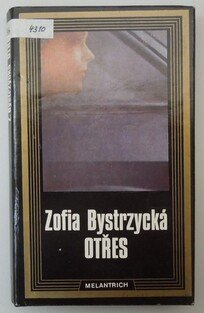 4310
Zofia Bystrzycká
OTŘES
MELANTRICH